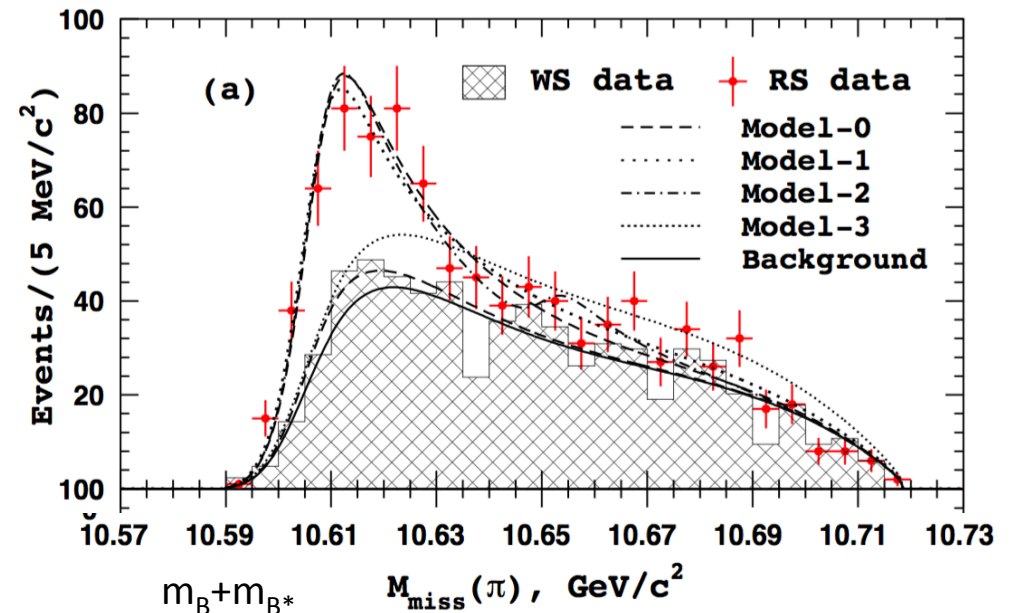 100
80
60
40
20
100
Events/(5 MeV/c²)
(a)
WS data
RS data
Model-0
Model-1
Model-2
Model-3
Background
10.57 10.59 10.61 10.63 10.65 10.67 10.69 10.71 10.73
m_B+m_B*
M_miss(π), GeV/c²